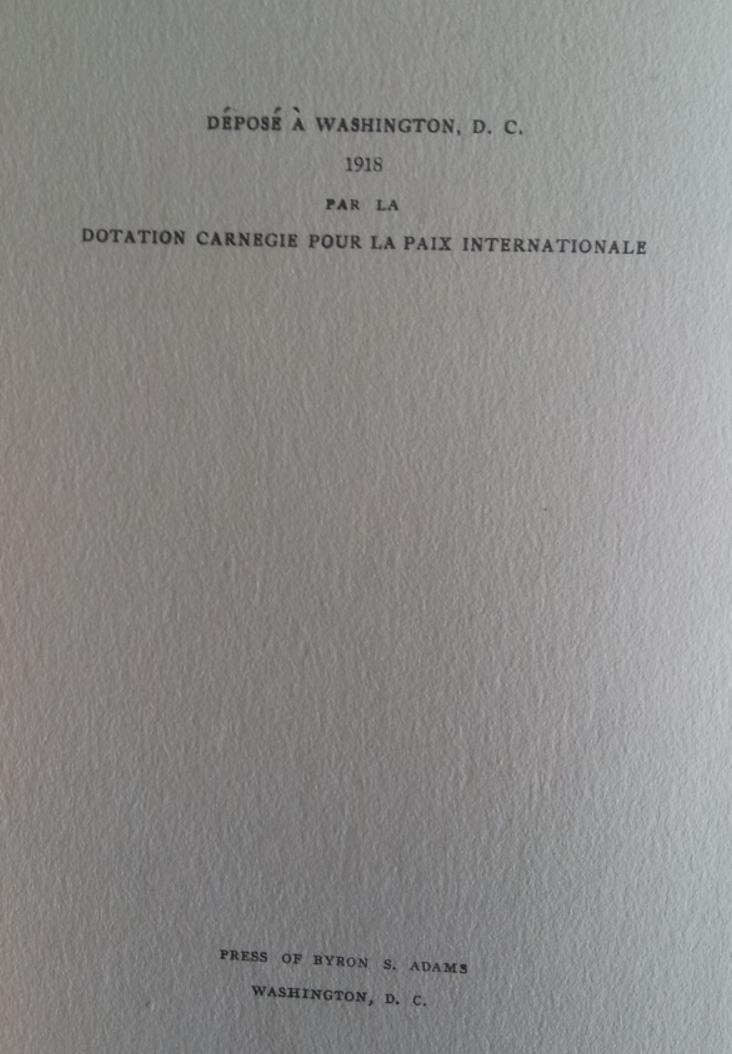 DÉPOSÉ À WASHINGTON, D. C.
1918
PAR LA
DOTATION CARNEGIE POUR LA PAIX INTERNATIONALE
PRESS OF BYRON S. ADAMS
WASHINGTON, D. C.